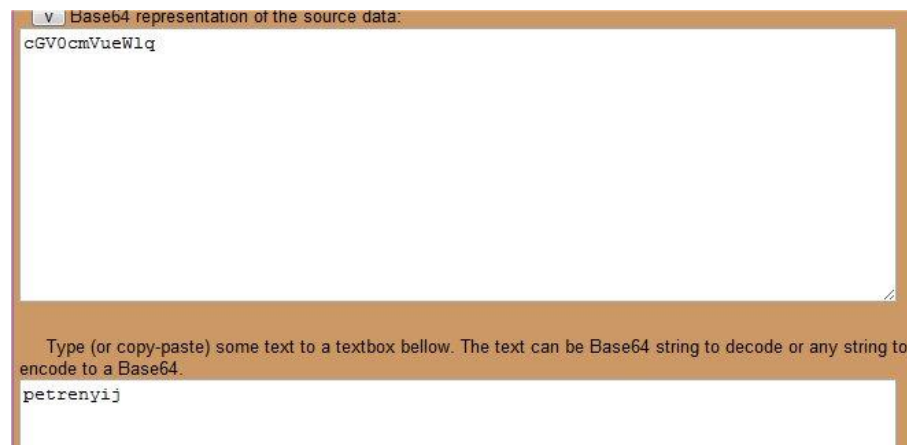 v Base64 representation of the source data:
cGV0cmVueWlq
Type (or copy-paste) some text to a textbox bellow. The text can be Base64 string to decode or any string to
encode to a Base64.
petrenyij